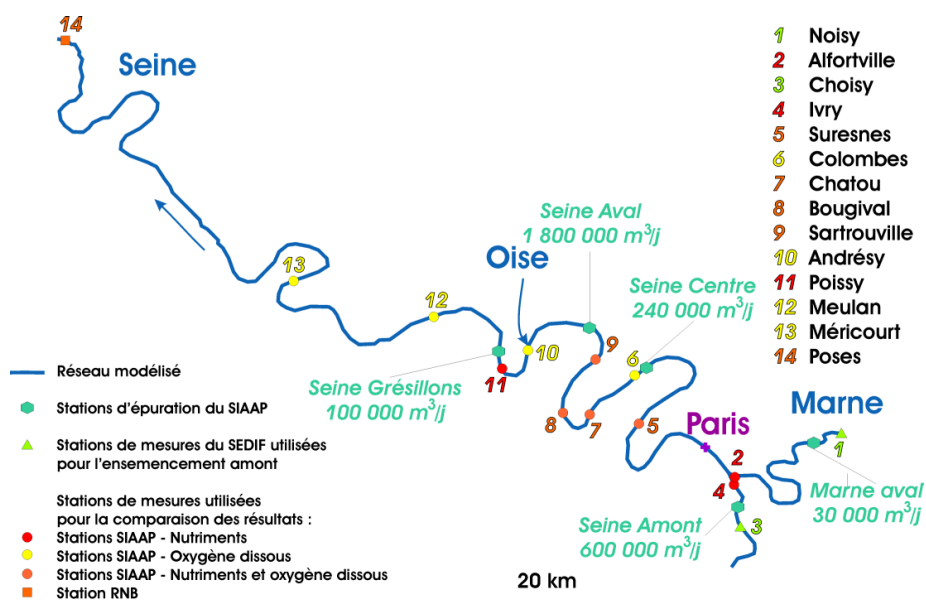 14
Seine
1 Noisy
2 Alfortville
3 Choisy
4 Ivry
5 Suresnes
6 Colombes
7 Chatou
8 Bougival
9 Sartrouville
10 Andrésy
11 Poissy
12 Meulan
13 Méricourt
14 Poses
Seine Aval
1 800 000 m³/j
Oise
13
Seine Centre
240 000 m³/j
12
9
10
6
11
Seine Grésillons
100 000 m³/j
8
7
5
Paris
Marne
1
2
4
3
Marne aval
30 000 m³/j
Seine Amont
600 000 m³/j
20 km
Réseau modélisé
Stations d'épuration du SIAAP
Stations de mesures du SEDIF utilisées
pour l'ensemencement amont
Stations de mesures utilisées
pour la comparaison des résultats :
Stations SIAAP - Nutriments
Stations SIAAP - Oxygène dissous
Stations SIAAP - Nutriments et oxygène dissous
Station RNB